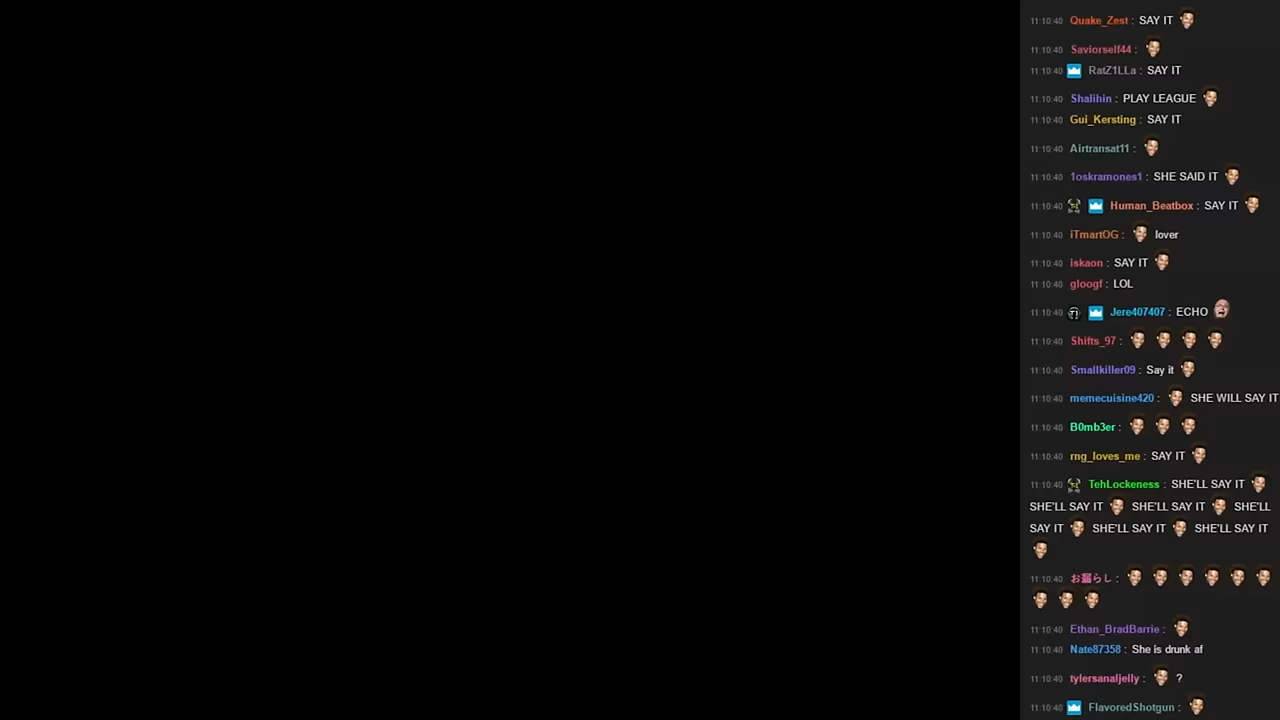 11:10:40 Quake_Zest : SAY IT
11:10:40 Saviorself44 :
11:10:40 RatZ1LLa : SAY IT
11:10:40 Shalihin : PLAY LEAGUE
11:10:40 Gui_Kersting : SAY IT
11:10:40 Airtransat11 :
11:10:40 1oskramones1 : SHE SAID IT
11:10:40 Human_Beatbox : SAY IT
11:10:40 iTmartOG : lover
11:10:40 iskaon : SAY IT
11:10:40 gloogf : LOL
11:10:40 Jere407407 : ECHO
11:10:40 Shifts_97 :
11:10:40 Smallkiller09 : Say it
11:10:40 memecuisine420 : SHE WILL SAY IT
11:10:40 B0mb3er :
11:10:40 rng_loves_me : SAY IT
11:10:40 TehLockeness : SHE'LL SAY IT
SHE'LL SAY IT SHE'LL SAY IT SHE'LL
SAY IT SHE'LL SAY IT SHE'LL SAY IT
11:10:40 お漏らし :
11:10:40 Ethan_BradBarrie :
11:10:40 Nate87358 : She is drunk af
11:10:40 tylersanaljelly : ?
11:10:40 FlavoredShotgun :